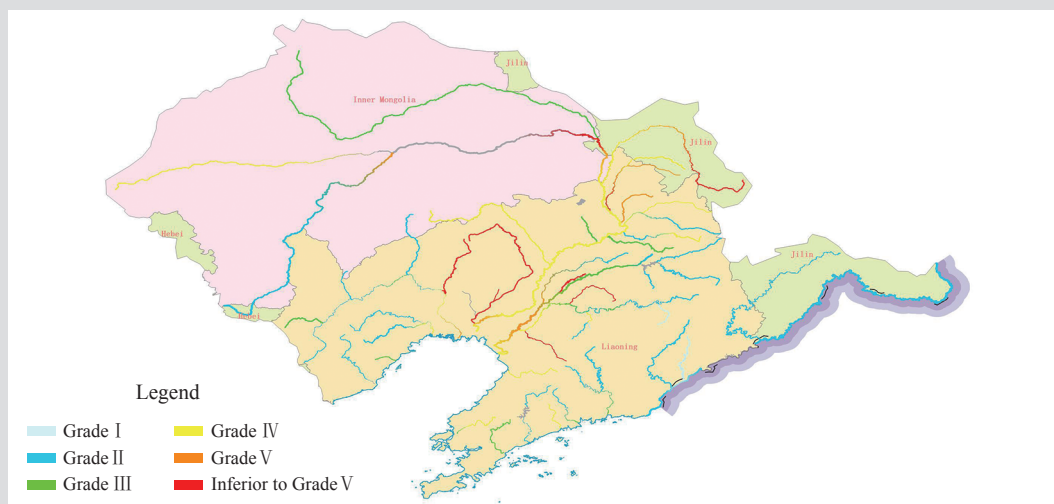 Jilin
Inner Mongolia
Jilin
Hebei
Jilin
Hebei
Liaoning
Legend
Grade Ⅰ
Grade Ⅱ
Grade Ⅲ
Grade Ⅳ
Grade Ⅴ
Inferior to Grade Ⅴ